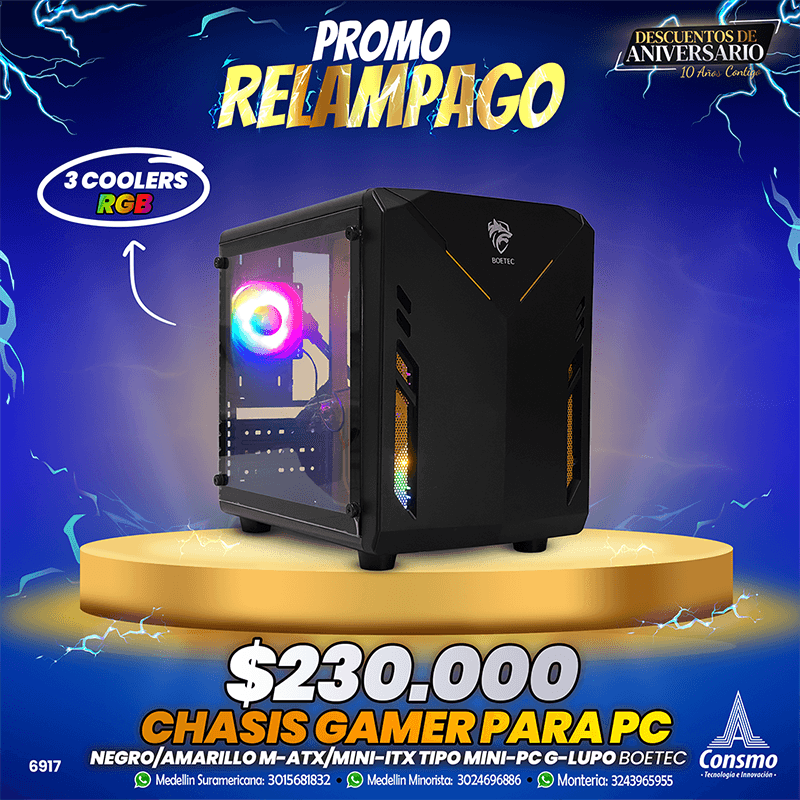 PROMO
RELAMPAGO
DESCUENTOS DE
ANIVERSARIO
10 Años Contigo
3 COOLERS
RGB
BOETEC
$230.000
CHASIS GAMER PARA PC
NEGRO/AMARILLO M-ATX/MINI-ITX TIPO MINI-PC G-LUPO BOETEC
6917
Medellin Suramericana: 3015681832 • Medellin Minorista: 3024696886 • Monteria: 3243965955
Consmo
• Tecnología e Innovación •